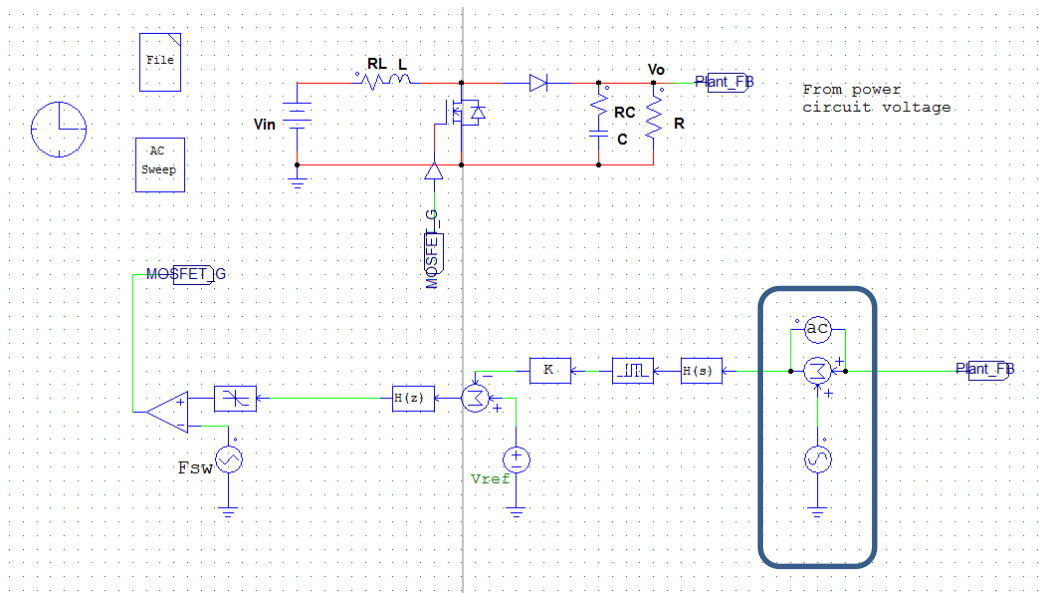 File
RL L
Vo
Plant_FB
From power
circuit voltage
RC
Vin
R
C
AC
Sweep
MOSFET_G
MOSFET_G
ac
Plant_FB
K
H(s)
H(z)
Fsw
Vref